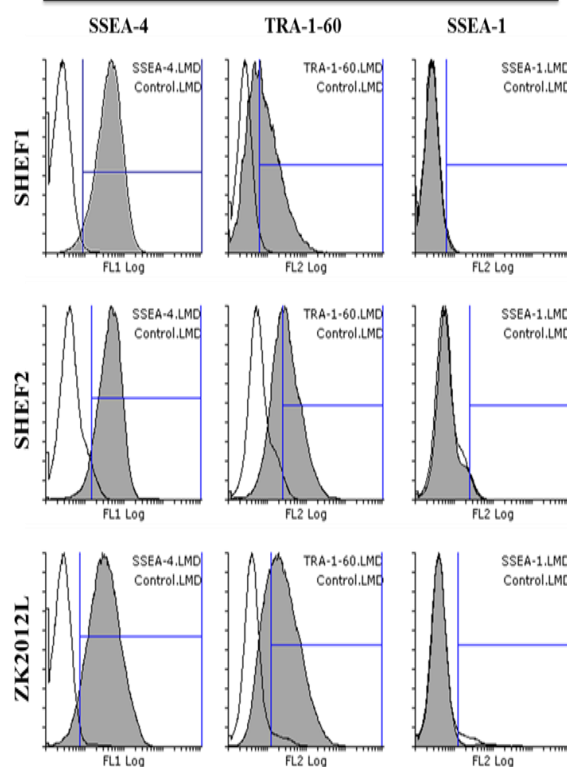 SSEA-4 TRA-1-60 SSEA-1
SHEF1
SSEA-4.LMD
Control.LMD
FL1 Log
TRA-1-60.LMD
Control.LMD
FL2 Log
SSEA-1.LMD
Control.LMD
FL2 Log
SHEF2
SSEA-4.LMD
Control.LMD
FL1 Log
TRA-1-60.LMD
Control.LMD
FL2 Log
SSEA-1.LMD
Control.LMD
FL2 Log
ZK2012L
SSEA-4.LMD
Control.LMD
FL1 Log
TRA-1-60.LMD
Control.LMD
FL2 Log
SSEA-1.LMD
Control.LMD
FL2 Log